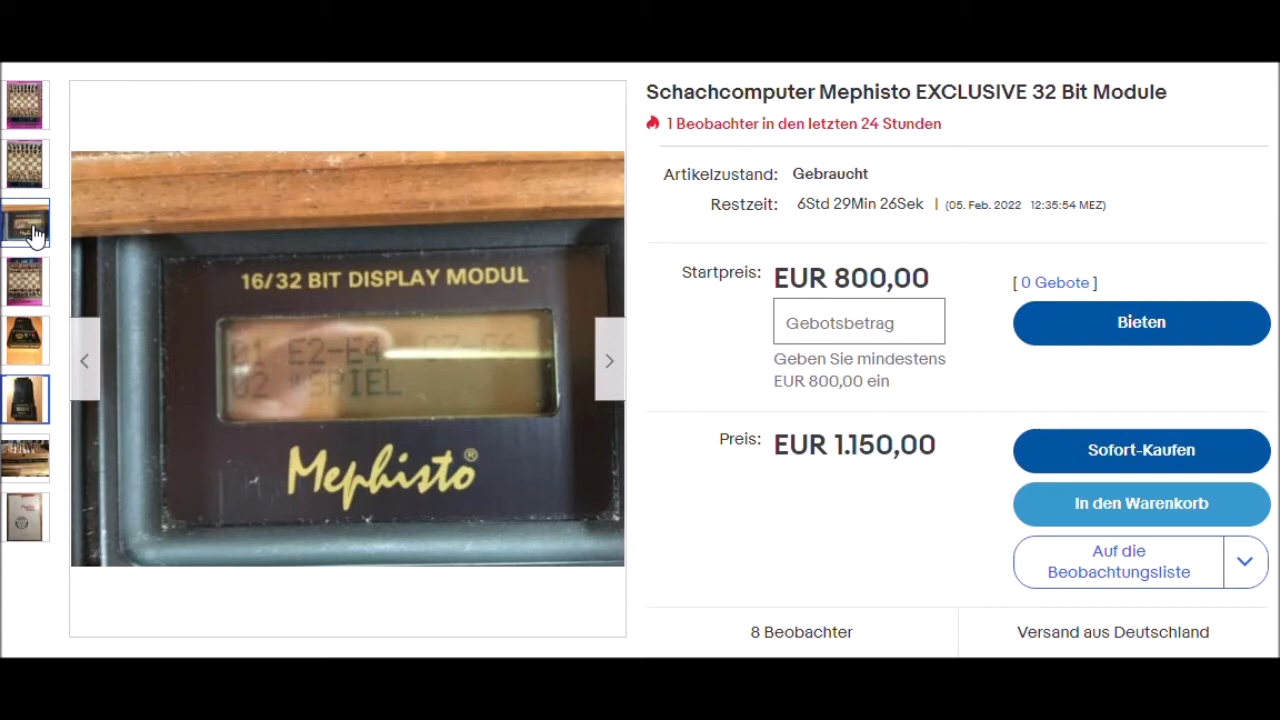 Schachcomputer Mephisto EXCLUSIVE 32 Bit Module
1 Beobachter in den letzten 24 Stunden
Artikelzustand: Gebraucht
Restzeit: 6Std 29Min 26Sek | (05. Feb. 2022 12:35:54 MEZ)
Startpreis: EUR 800,00 [ 0 Gebote ]
Gebotsbetrag
Bieten
Geben Sie mindestens
EUR 800,00 ein
Preis: EUR 1.150,00
Sofort-Kaufen
In den Warenkorb
Auf die
Beobachtungsliste
8 Beobachter
Versand aus Deutschland
16/32 BIT DISPLAY MODUL
01 E2-E4
02 SPIEL
Mephisto®